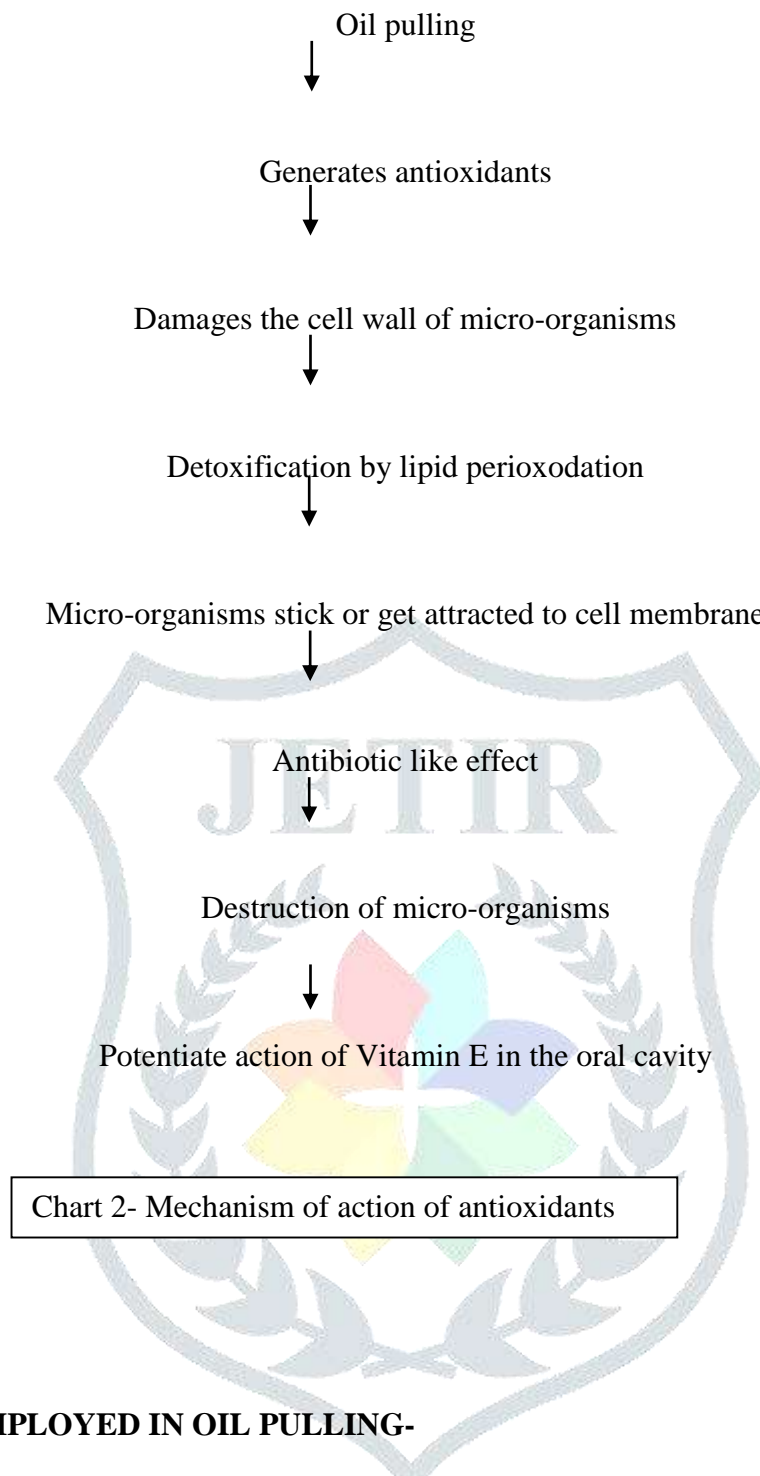 Oil pulling
Generates antioxidants
Damages the cell wall of micro-organisms
Detoxification by lipid perioxodation
Micro-organisms stick or get attracted to cell membrane
JETIR
Antibiotic like effect
Destruction of micro-organisms
Potentiate action of Vitamin E in the oral cavity
Chart 2- Mechanism of action of antioxidants
EMPLOYED IN OIL PULLING-